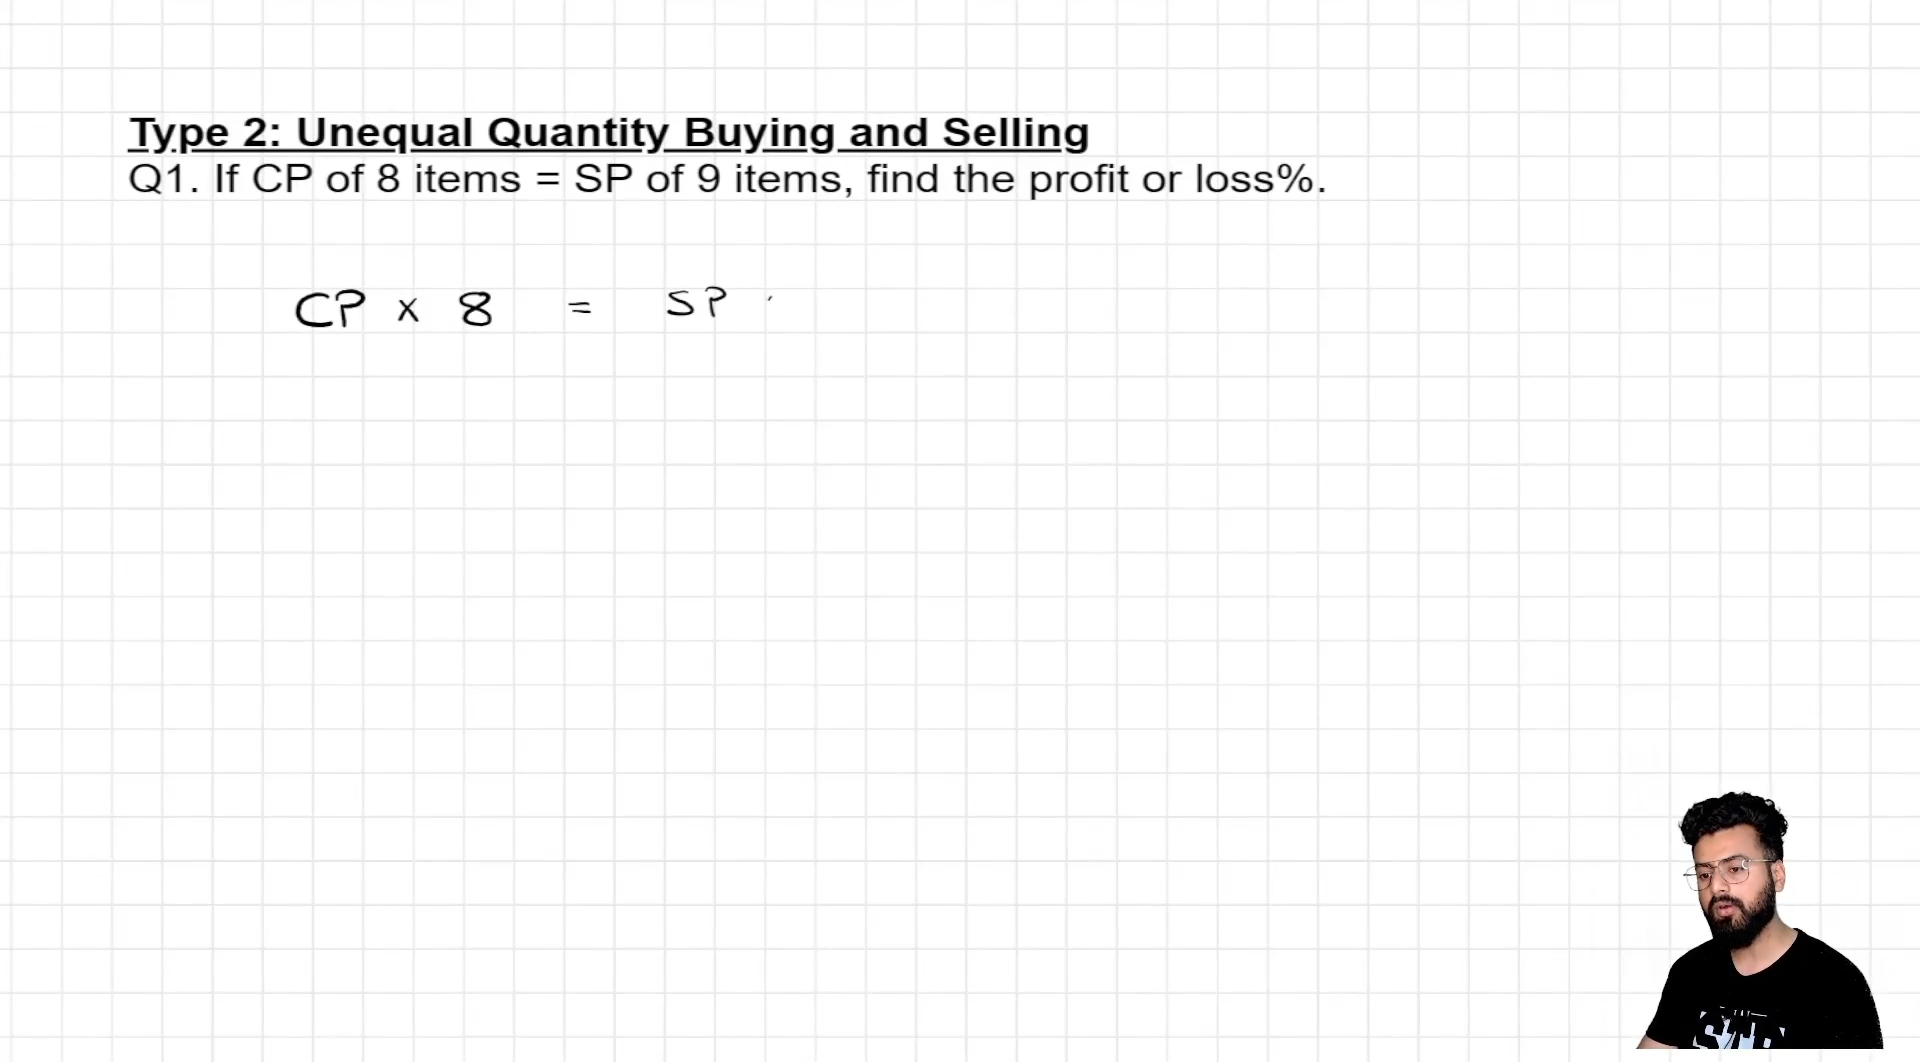 Type 2: Unequal Quantity Buying and Selling
Q1. If CP of 8 items = SP of 9 items, find the profit or loss%.
CP x 8 = SP